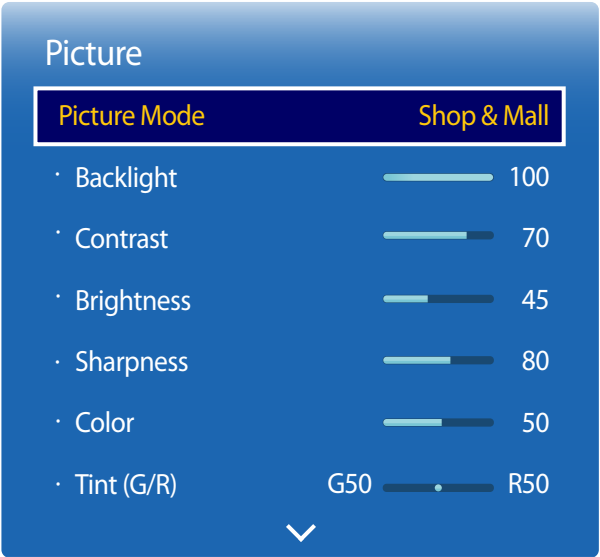 Picture
Picture Mode Shop & Mall
· Backlight 100
· Contrast 70
· Brightness 45
· Sharpness 80
· Color 50
· Tint (G/R) G50 R50